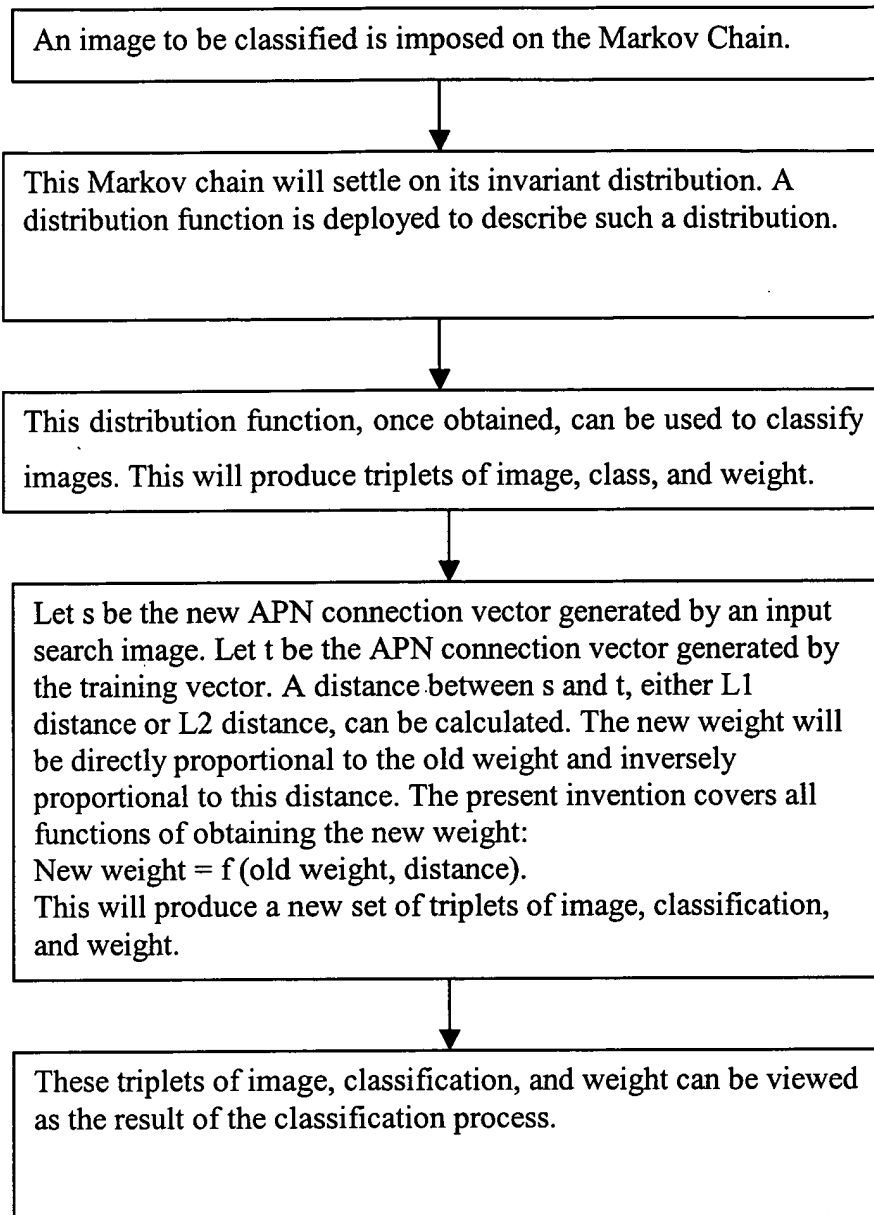 An image to be classified is imposed on the Markov Chain.
This Markov chain will settle on its invariant distribution. A
distribution function is deployed to describe such a distribution.
This distribution function, once obtained, can be used to classify
images. This will produce triplets of image, class, and weight.
Let s be the new APN connection vector generated by an input
search image. Let t be the APN connection vector generated by
the training vector. A distance between s and t, either L1
distance or L2 distance, can be calculated. The new weight will
be directly proportional to the old weight and inversely
proportional to this distance. The present invention covers all
functions of obtaining the new weight:
New weight = f (old weight, distance).
This will produce a new set of triplets of image, classification,
and weight.
These triplets of image, classification, and weight can be viewed
as the result of the classification process.